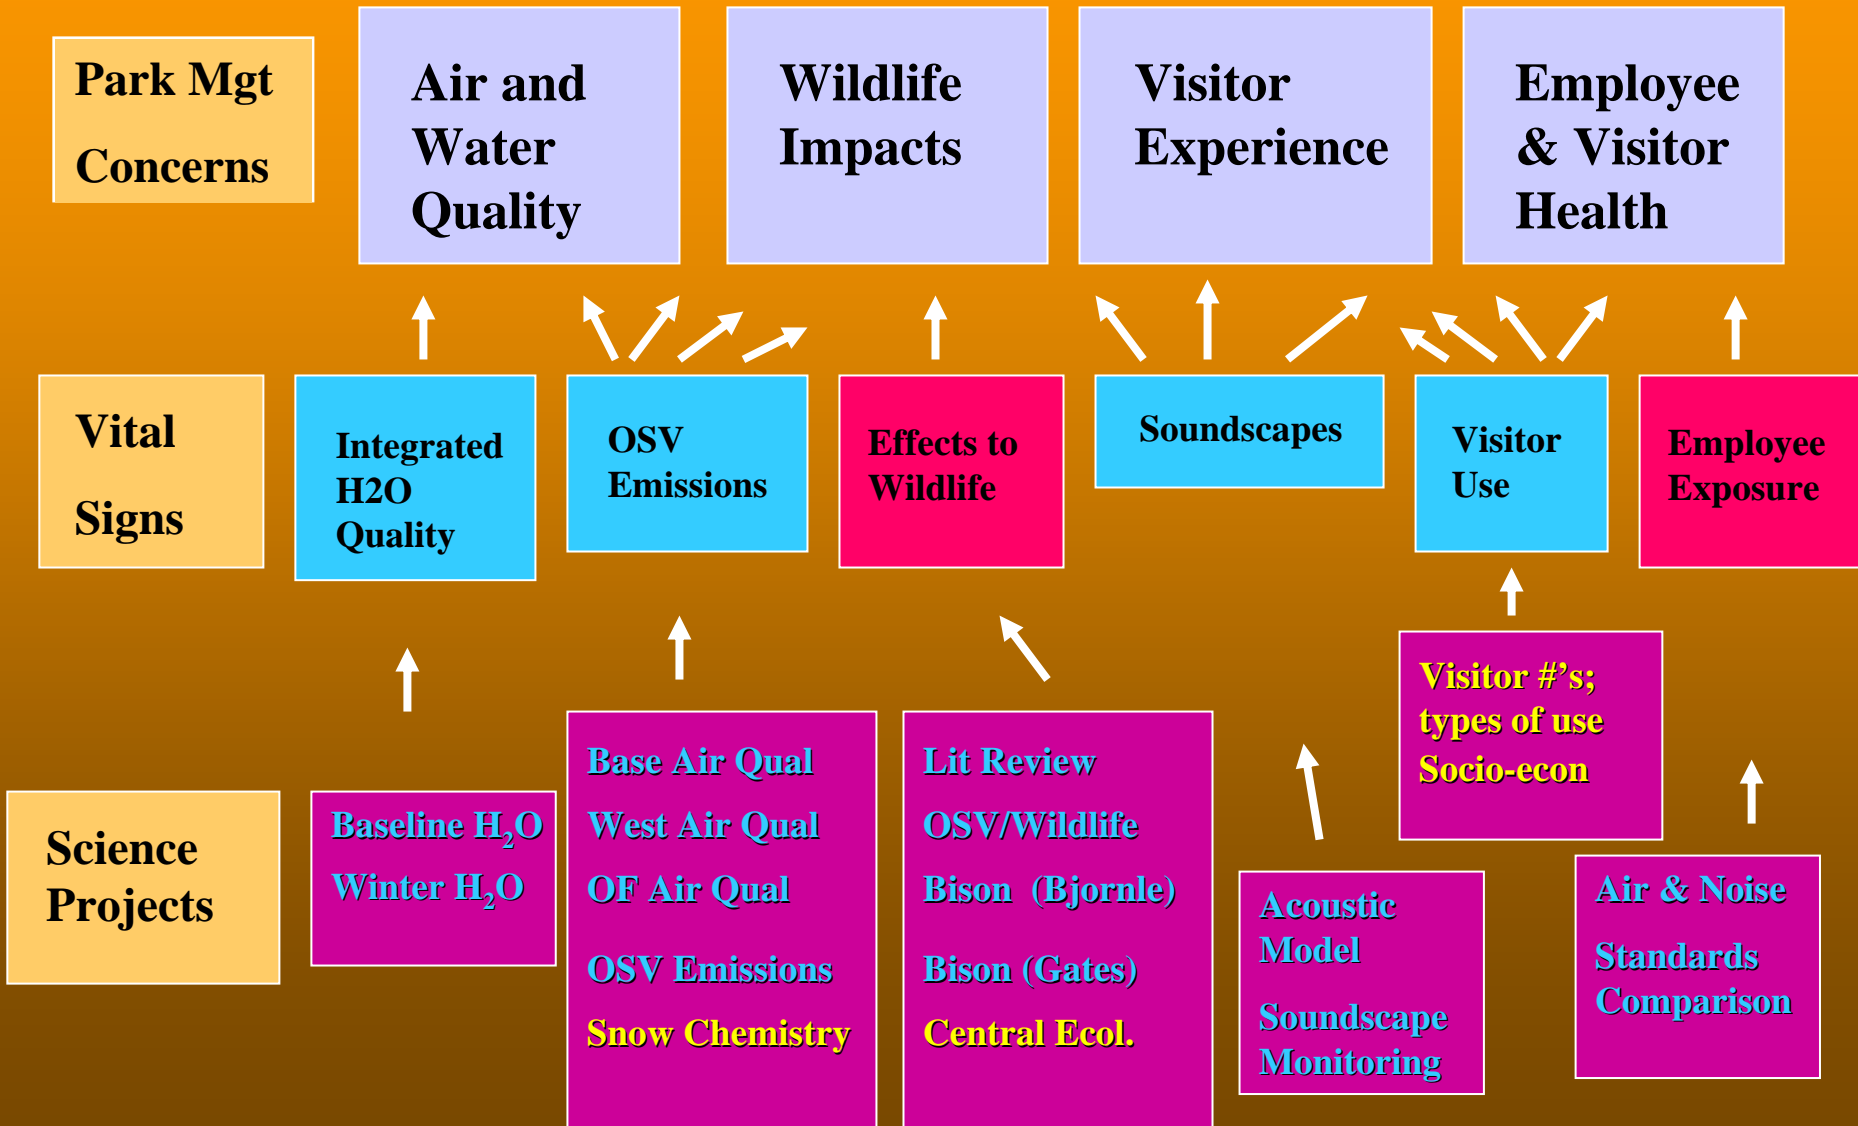 Park Mgt
Concerns
Air and
Water
Quality
Wildlife
Impacts
Visitor
Experience
Employee
& Visitor
Health
Vital
Signs
Integrated
H2O
Quality
OSV
Emissions
Effects to
Wildlife
Soundscapes
Visitor
Use
Employee
Exposure
Science
Projects
Baseline H₂O
Winter H₂O
Base Air Qual
West Air Qual
OF Air Qual
OSV Emissions
Snow Chemistry
Lit Review
OSV/Wildlife
Bison (Bjornle)
Bison (Gates)
Central Ecol.
Acoustic
Model
Soundscape
Monitoring
Visitor #’s;
types of use
Socio-econ
Air & Noise
Standards
Comparison